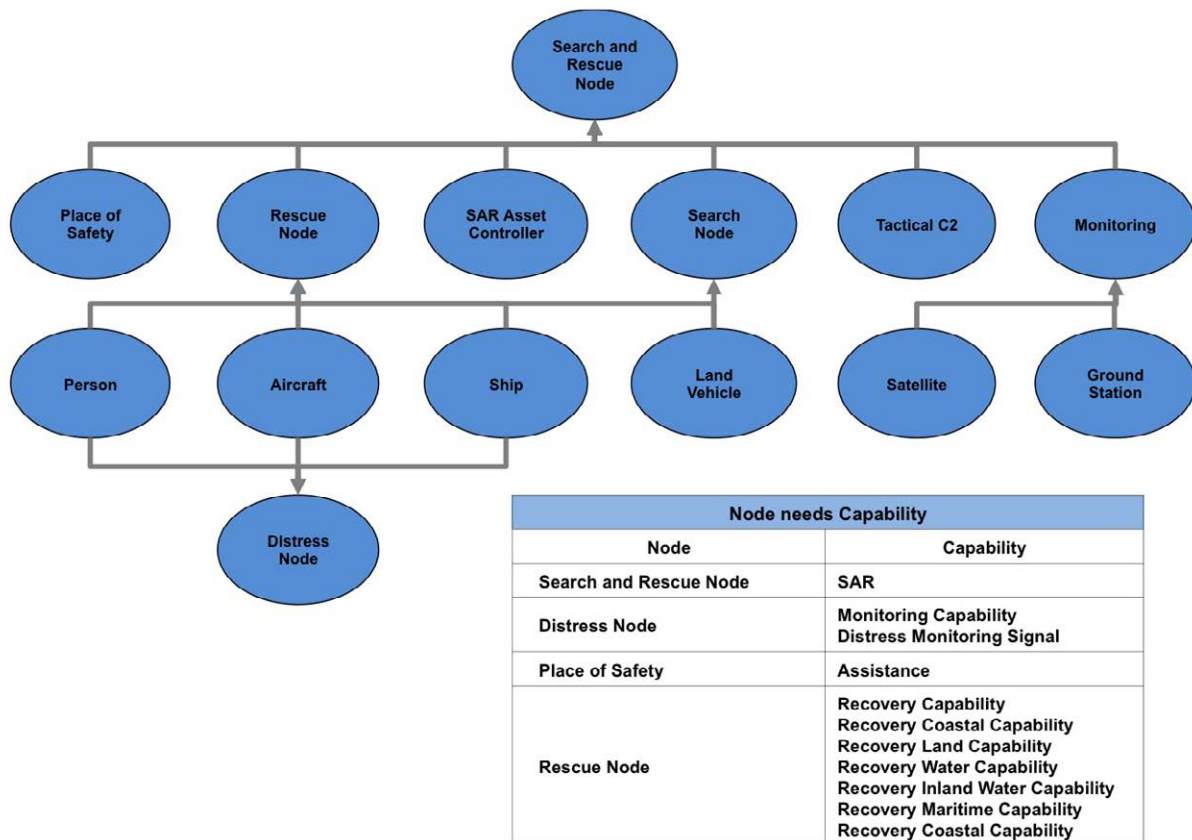 Search and
Rescue
Node
Place of
Safety
Rescue
Node
SAR Asset
Controller
Search
Node
Tactical C2
Monitoring
Person
Aircraft
Ship
Land
Vehicle
Satellite
Ground
Station
Distress
Node
Node needs Capability
Node
Capability
Search and Rescue Node
SAR
Distress Node
Monitoring Capability
Distress Monitoring Signal
Place of Safety
Assistance
Rescue Node
Recovery Capability
Recovery Coastal Capability
Recovery Land Capability
Recovery Water Capability
Recovery Inland Water Capability
Recovery Maritime Capability
Recovery Coastal Capability